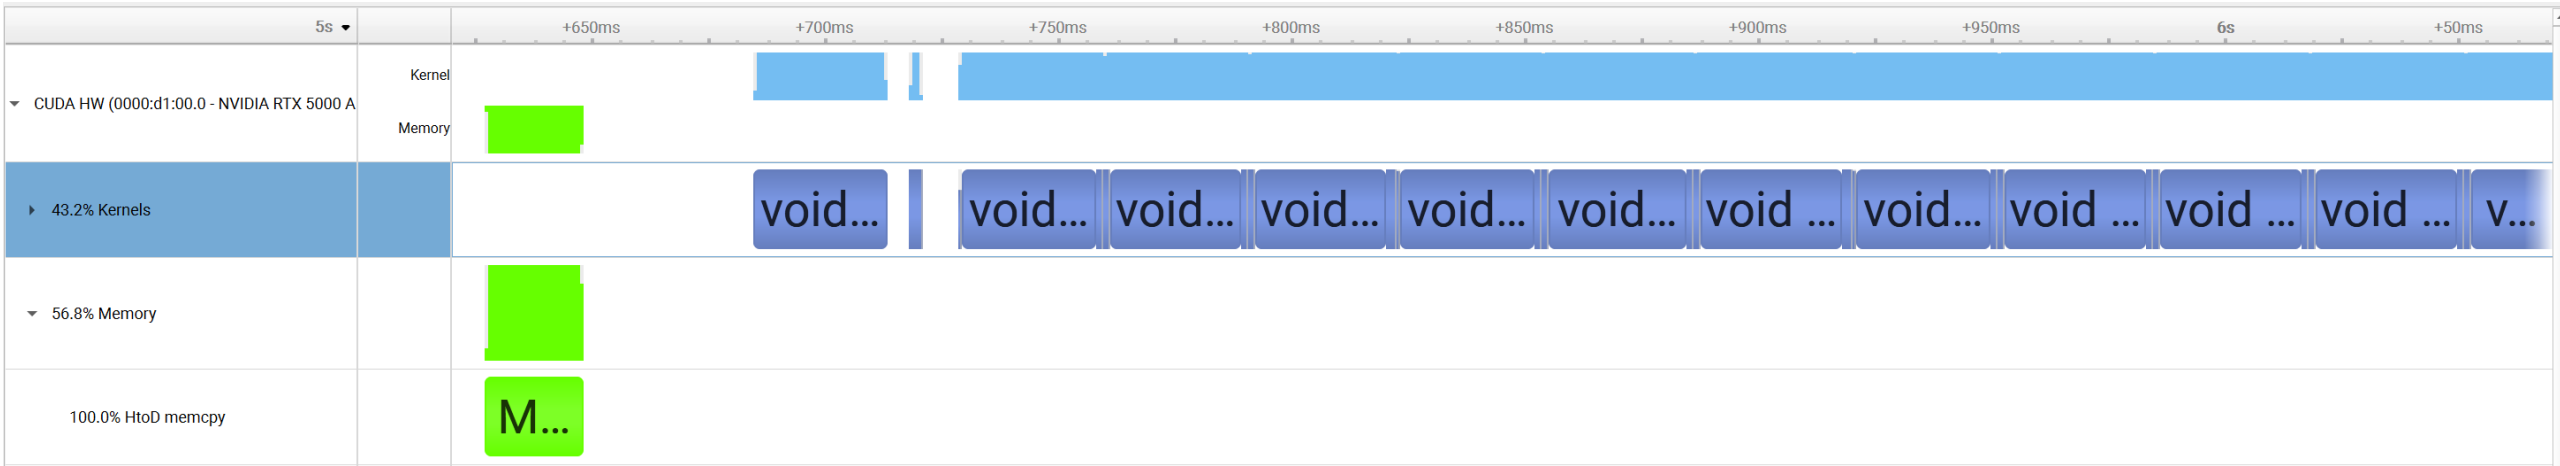 5s +650ms +700ms +750ms +800ms +850ms +900ms +950ms 6s +50ms
Kernel
CUDA HW (0000:d1:00.0 - NVIDIA RTX 5000 A
Memory
43.2% Kernels void... void... void... void... void... void... void ... void... void ... void ... void ... v...
56.8% Memory
100.0% HtoD memcpy M...